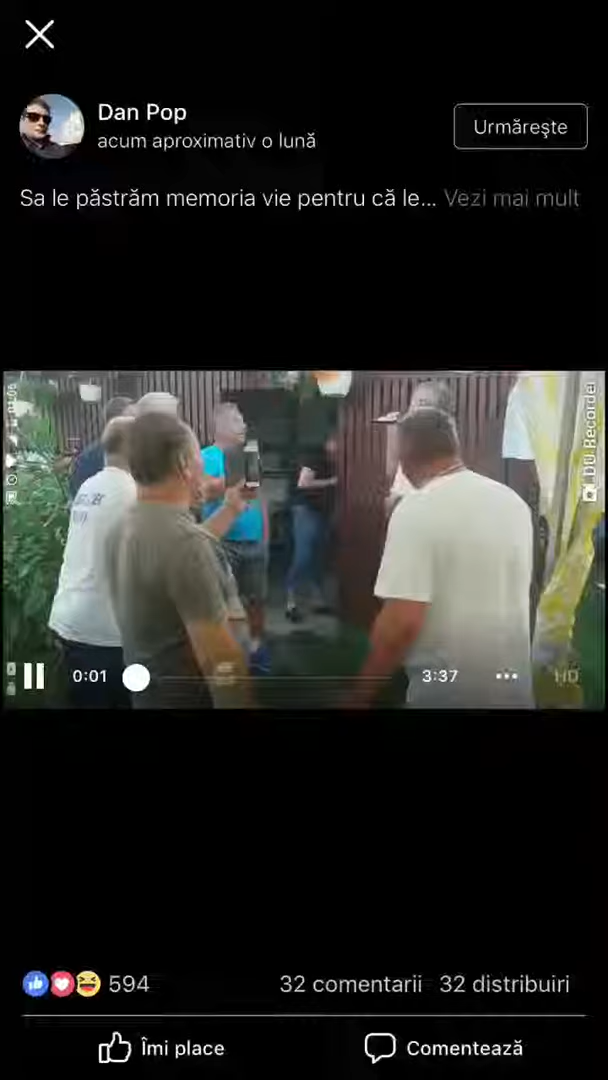 Dan Pop
acum aproximativ o lună
Urmărește
Sa le păstrăm memoria vie pentru că le... Vezi mai mult
DU Recorder
0:01
3:37
HD
594
32 comentarii
32 distribuiri
Îmi place
Comentează